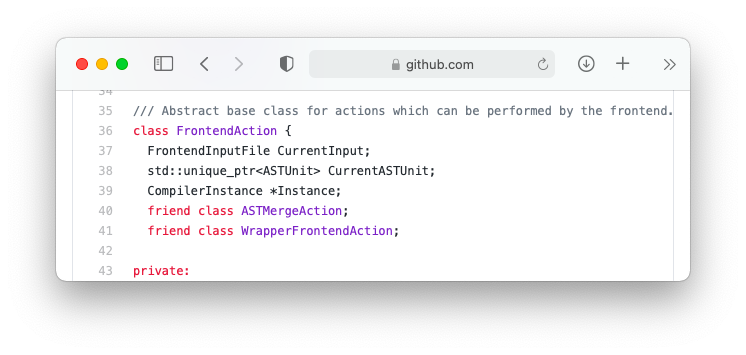 github.com
34
35 /// Abstract base class for actions which can be performed by the frontend.
36 class FrontendAction {
37 FrontendInputFile CurrentInput;
38 std::unique_ptr<ASTUnit> CurrentASTUnit;
39 CompilerInstance *Instance;
40 friend class ASTMergeAction;
41 friend class WrapperFrontendAction;
42
43 private: